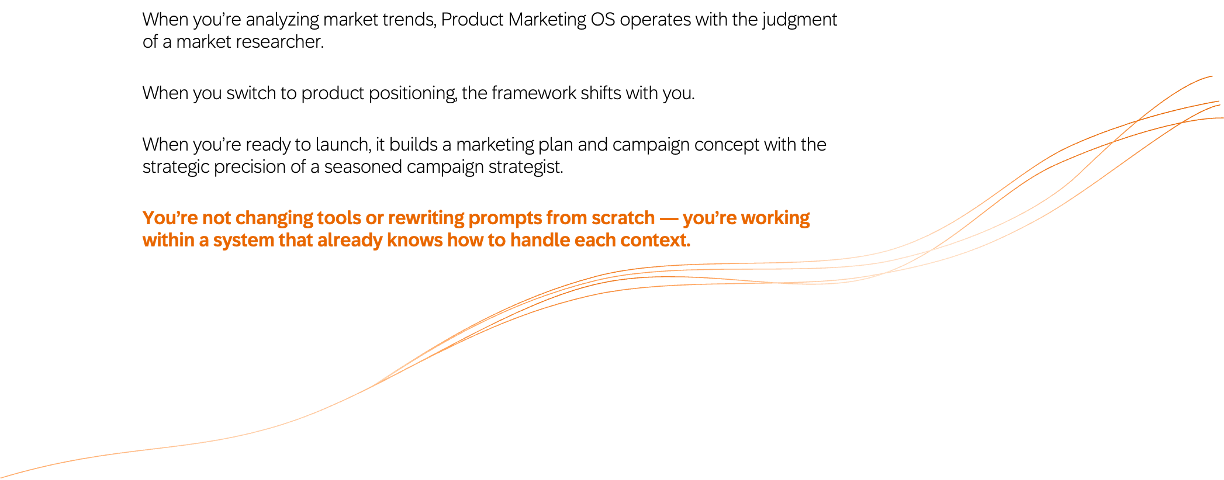 When you’re analyzing market trends, Product Marketing OS operates with the judgment
of a market researcher.
When you switch to product positioning, the framework shifts with you.
When you’re ready to launch, it builds a marketing plan and campaign concept with the
strategic precision of a seasoned campaign strategist.
You’re not changing tools or rewriting prompts from scratch — you’re working
within a system that already knows how to handle each context.